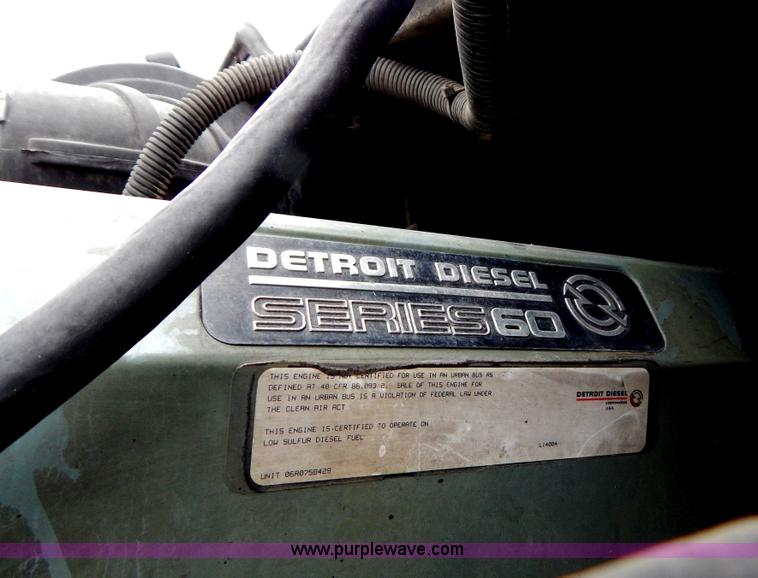 DETROIT DIESEL
SERIES 60
THIS ENGINE IS NOT CERTIFIED FOR USE IN AN URBAN BUS AS
DEFINED AT 40 CFR 86.093 2. SALE OF THIS ENGINE FOR
USE IN AN URBAN BUS IS A VIOLATION OF FEDERAL LAW UNDER
THE CLEAN AIR ACT
THIS ENGINE IS CERTIFIED TO OPERATE ON
LOW SULFUR DIESEL FUEL
DETROIT DIESEL
CORPORATION
USA
L14004
UNIT 06R0758429
www.purplewave.com